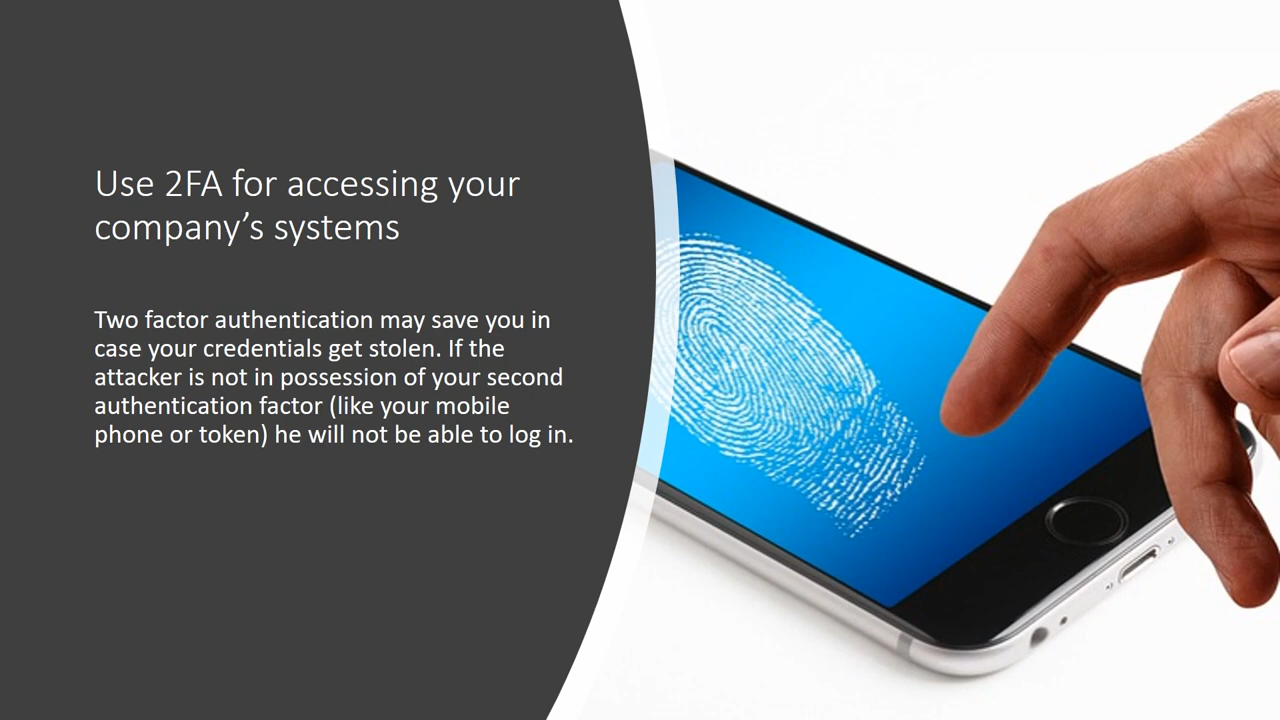 Use 2FA for accessing your
company’s systems
Two factor authentication may save you in
case your credentials get stolen. If the
attacker is not in possession of your second
authentication factor (like your mobile
phone or token) he will not be able to log in.